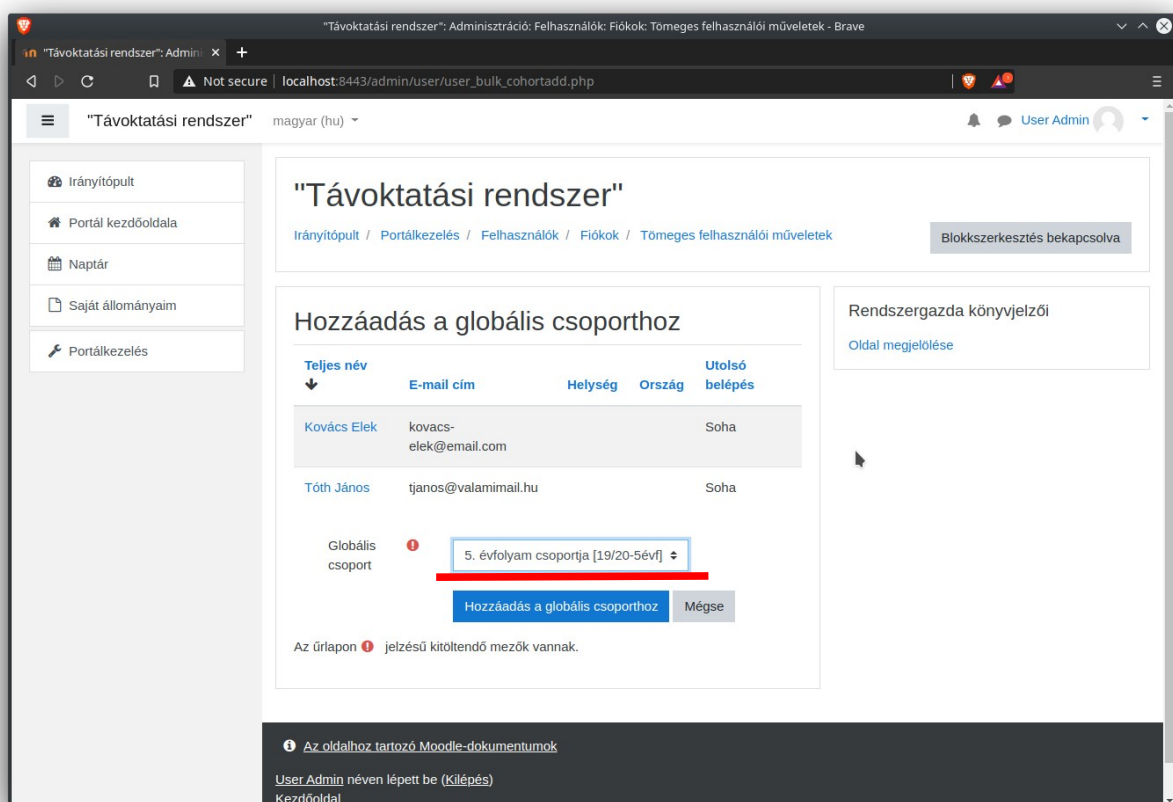 "Távoktatási rendszer": Adminisztráció: Felhasználók: Fiókok: Tömeges felhasználói műveletek - Brave
"Távoktatási rendszer": Admini
Not secure | localhost:8443/admin/user/user_bulk_cohortadd.php
"Távoktatási rendszer" magyar (hu) User Admin
Irányítópult
Portál kezdőoldala
Naptár
Saját állományaim
Portálkezelés
"Távoktatási rendszer"
Irányítópult / Portálkezelés / Felhasználók / Fiókok / Tömeges felhasználói műveletek
Blokkszerkesztés bekapcsolva
Hozzáadás a globális csoporthoz
Teljes név E-mail cím Helység Ország Utolsó
belépés
Kovács Elek kovacs-
elek@email.com Soha
Tóth János tjanos@valamimail.hu Soha
Globális
csoport
5. évfolyam csoportja [19/20-5évf]
Hozzáadás a globális csoporthoz Mégse
Az űrlapon jelzésű kitöltendő mezők vannak.
Rendszergazda könyvjelzői
Oldal megjelölése
Az oldalhoz tartozó Moodle-dokumentumok
User Admin néven lépett be (Kilépés)
Kezdőoldal